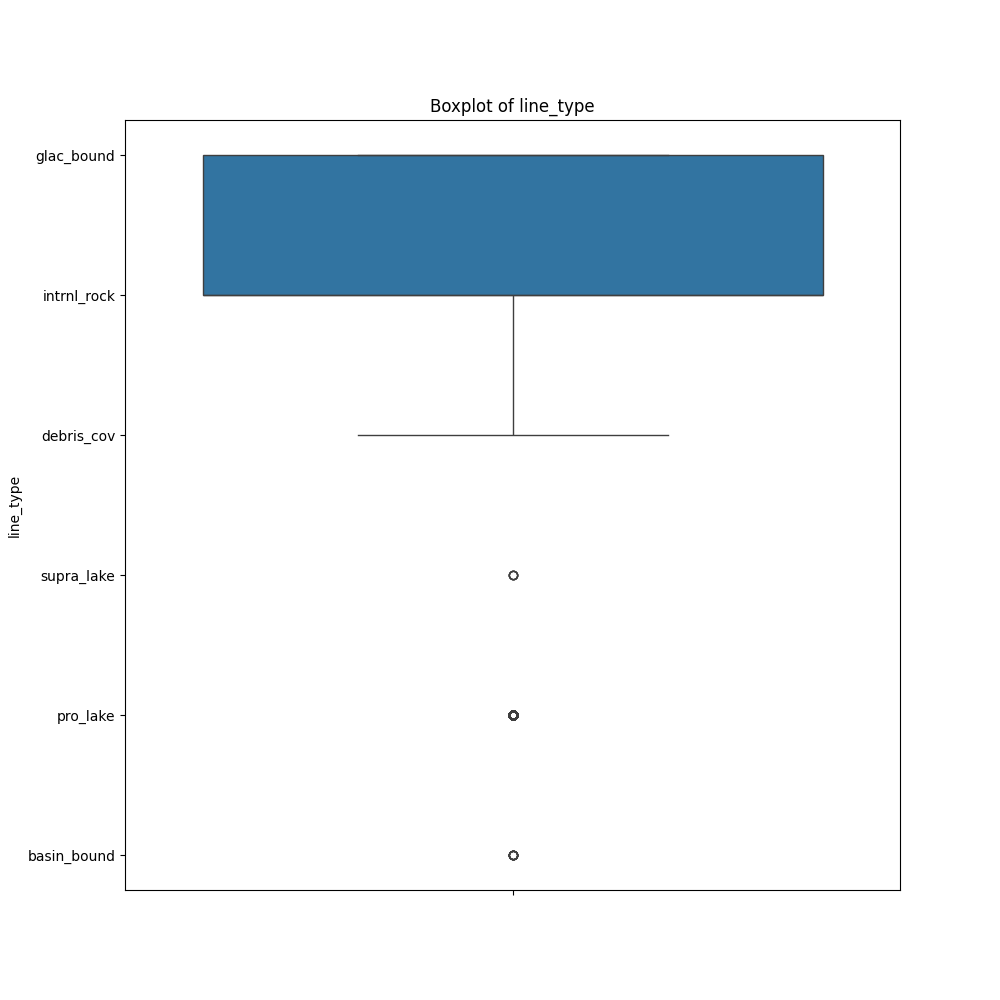 Boxplot of line_type
glac_bound
intrnl_rock
debris_cov
line_type
supra_lake
pro_lake
basin_bound